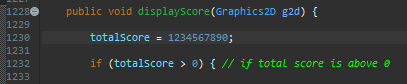 1228 public void displayScore(Graphics2D g2d) {
1229
1230 totalScore = 1234567890;
1231
1232 if (totalScore > 0) { // if total score is above 0
1233